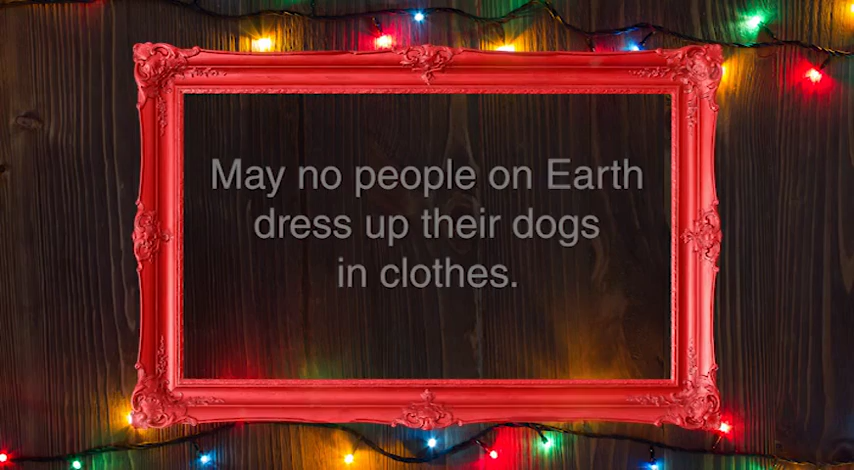 May no people on Earth
dress up their dogs
in clothes.